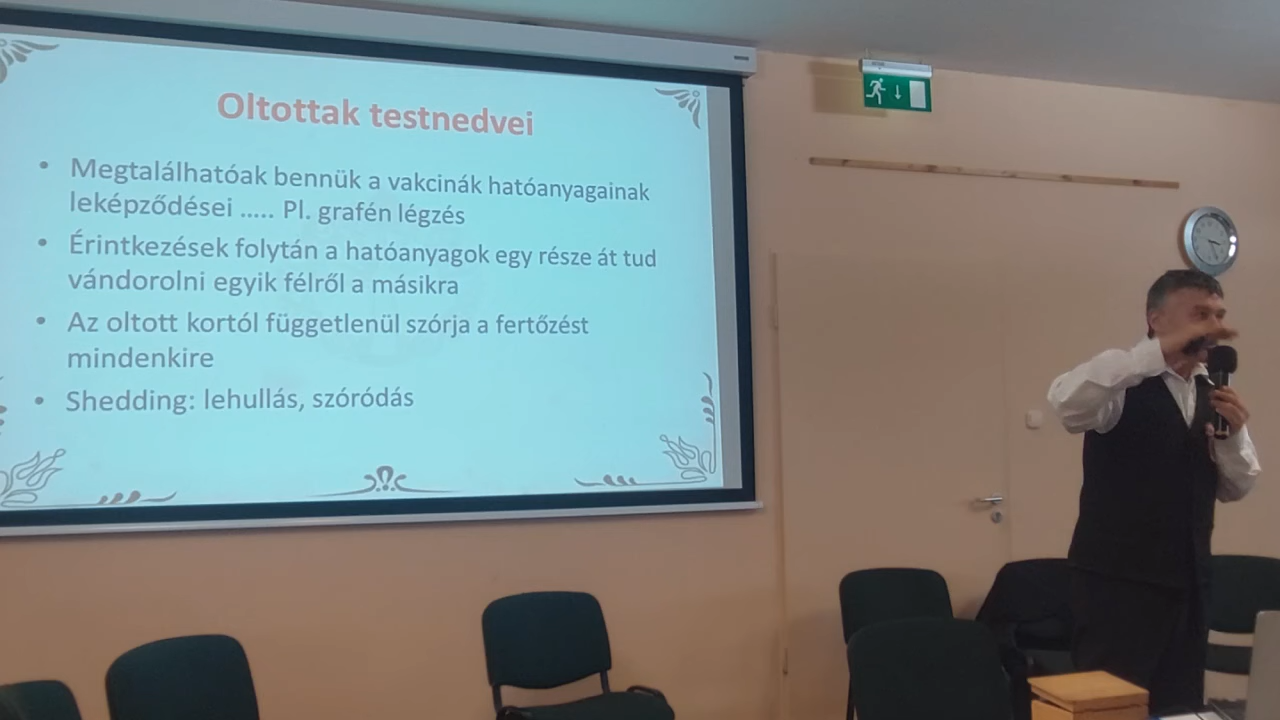 Oltottak testnedvei
• Megtalálhatóak bennük a vakcinák hatóanyagainak
leképződései ..... Pl. grafén légzés
• Érintkezések folytán a hatóanyagok egy része át tud
vándorolni egyik félről a másikra
• Az oltott kortól függetlenül szórja a fertőzést
mindenkire
• Shedding: lehullás, szóródás